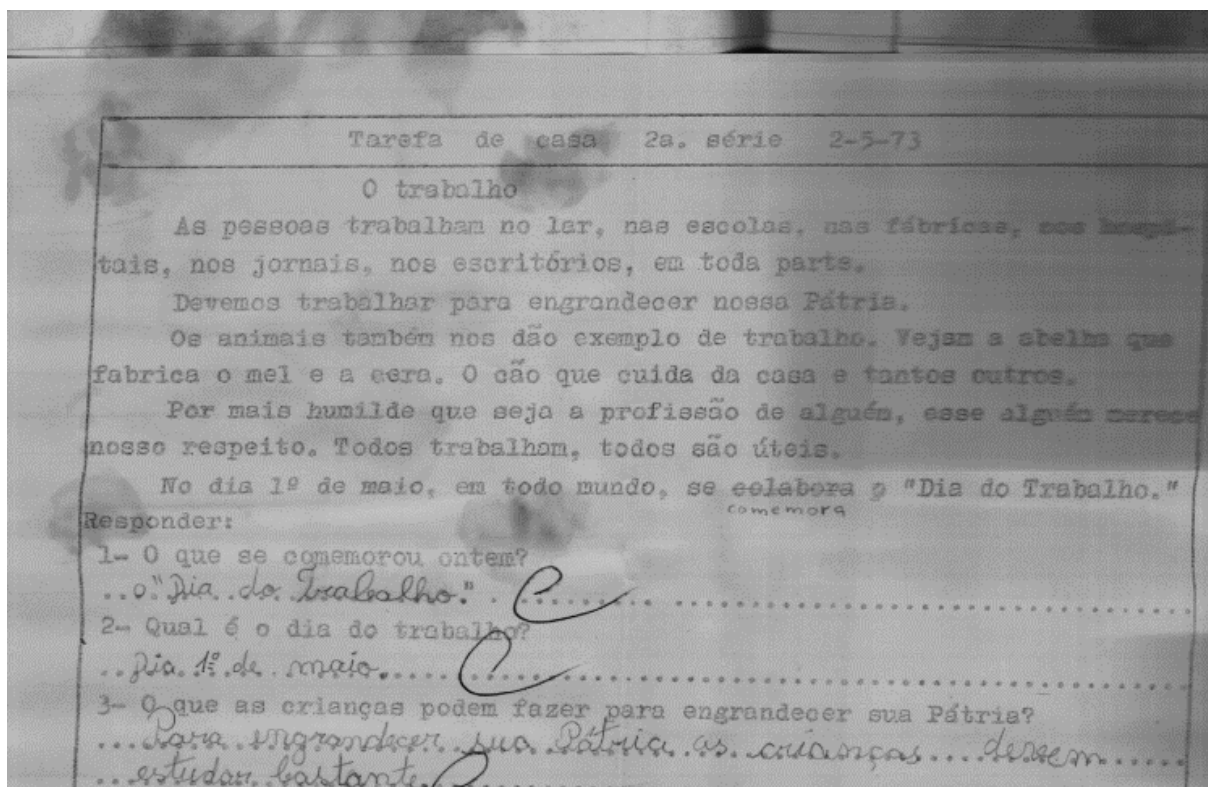 Tarefa de casa 2a. série 2-5-73
O trabalho
As pessoas trabalham no lar, nas escolas, nas fábricas, nos hospi-
tais, nos jornais, nos escritórios, em toda parte.
Devemos trabalhar para engrandecer nossa Pátria.
Os animais também nos dão exemplo de trabalho. Vejam a abelha que
fabrica o mel e a cera. O cão que cuida da casa e tantos outros.
Por mais humilde que seja a profissão de alguém, esse alguém merece
nosso respeito. Todos trabalham, todos são úteis.
No dia 1º de maio, em todo mundo, se colabora o "Dia do Trabalho."
comemora
Responder:
1- O que se comemorou ontem?
..o "Dia do Trabalho."
2- Qual é o dia do trabalho?
..Dia 1º de maio.
3- O que as crianças podem fazer para engrandecer sua Pátria?
...Para engrandecer sua Pátria as crianças devem
...estudar bastante.